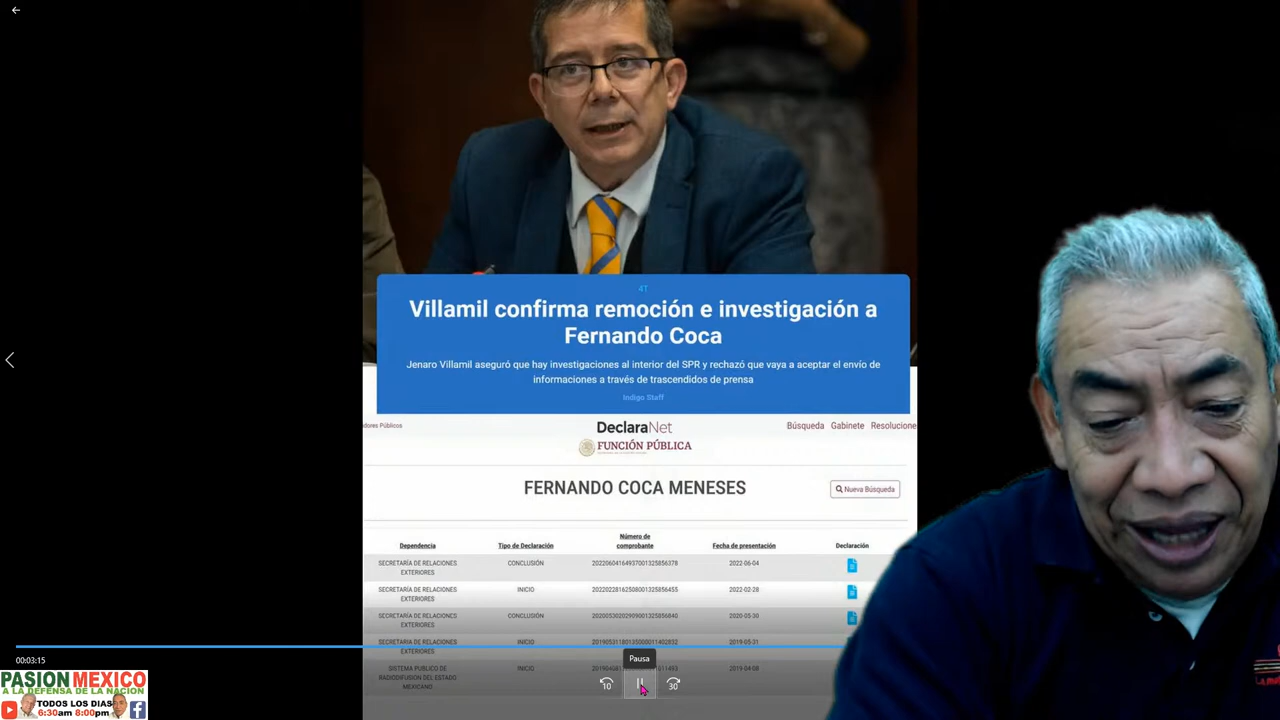 4T
Villamil confirma remoción e investigación a
Fernando Coca
Jenaro Villamil aseguró que hay investigaciones al interior del SPR y rechazó que vaya a aceptar el envío de
informaciones a través de trascendidos de prensa
Indigo Staff
dores Públicos
DeclaraNet
Búsqueda Gabinete Resolucione
FUNCIÓN PÚBLICA
FERNANDO COCA MENESES
Nueva Búsqueda
Dependencia Tipo de Declaración Número de comprobante Fecha de presentación Declaración
SECRETARÍA DE RELACIONES EXTERIORES CONCLUSIÓN 2022-06-04
SECRETARÍA DE RELACIONES EXTERIORES INICIO 2022-02-28
SECRETARÍA DE RELACIONES EXTERIORES CONCLUSIÓN 2020-05-30
SECRETARÍA DE RELACIONES EXTERIORES INICIO 2019-05-31
SISTEMA PUBLICO DE RADIODIFUSION DEL ESTADO MEXICANO INICIO 2019-04-08
00:03:15
Pausa
10
30
PASION MEXICO
A LA DEFENSA DE LA NACION
TODOS LOS DIAS
6:30am 8:00pm